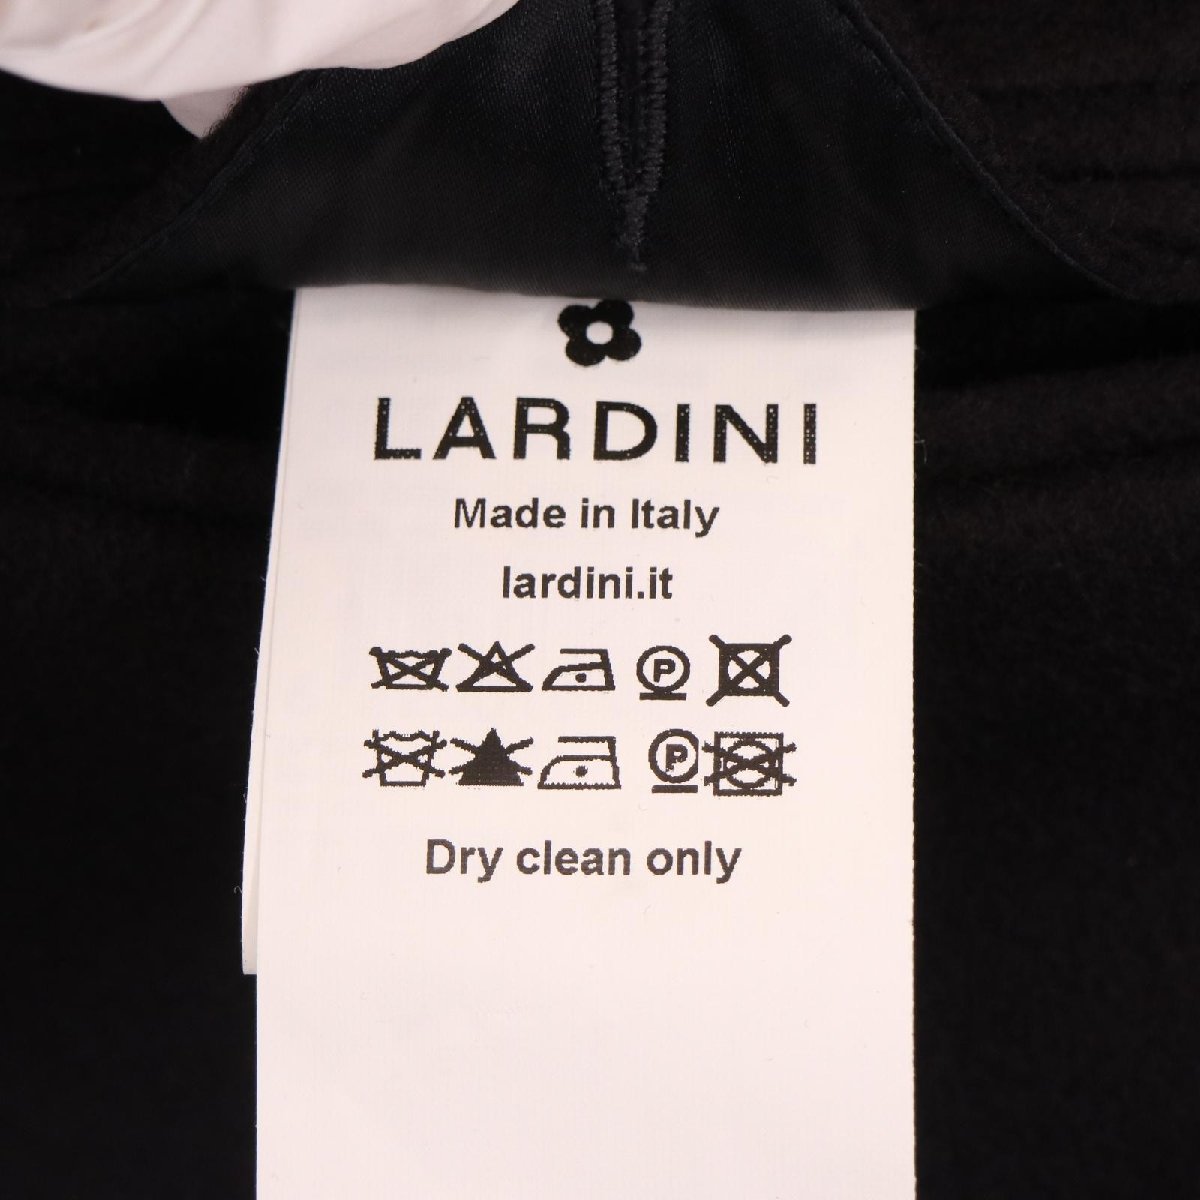 LARDINI
Made in Italy
lardini.it
P
P
Dry clean only